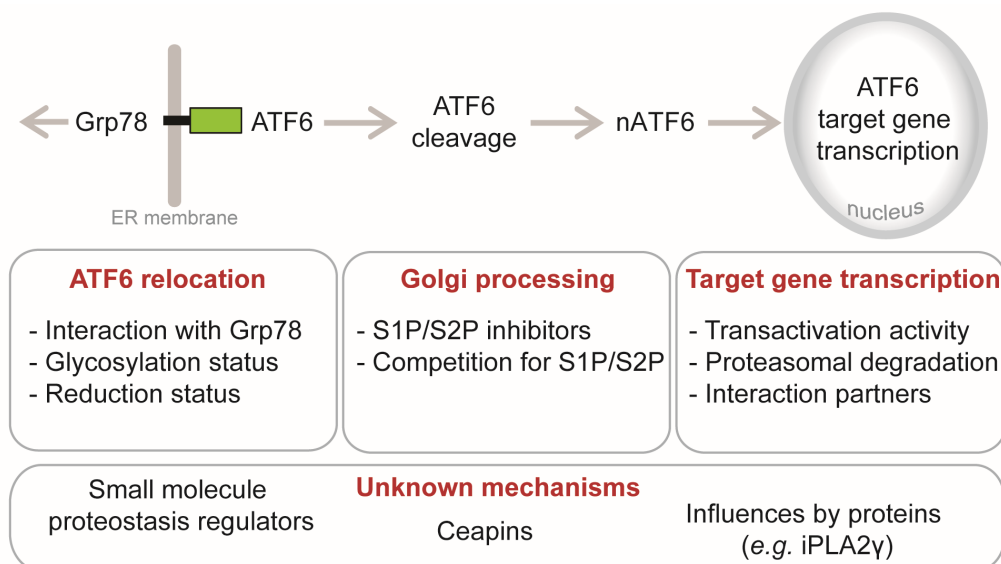 Grp78
ATF6
ATF6
cleavage
nATF6
ATF6
target gene
transcription
nucleus
ER membrane
ATF6 relocation
- Interaction with Grp78
- Glycosylation status
- Reduction status
Golgi processing
- S1P/S2P inhibitors
- Competition for S1P/S2P
Target gene transcription
- Transactivation activity
- Proteasomal degradation
- Interaction partners
Unknown mechanisms
Small molecule
proteostasis regulators
Ceapins
Influences by proteins
(e.g. iPLA2γ)